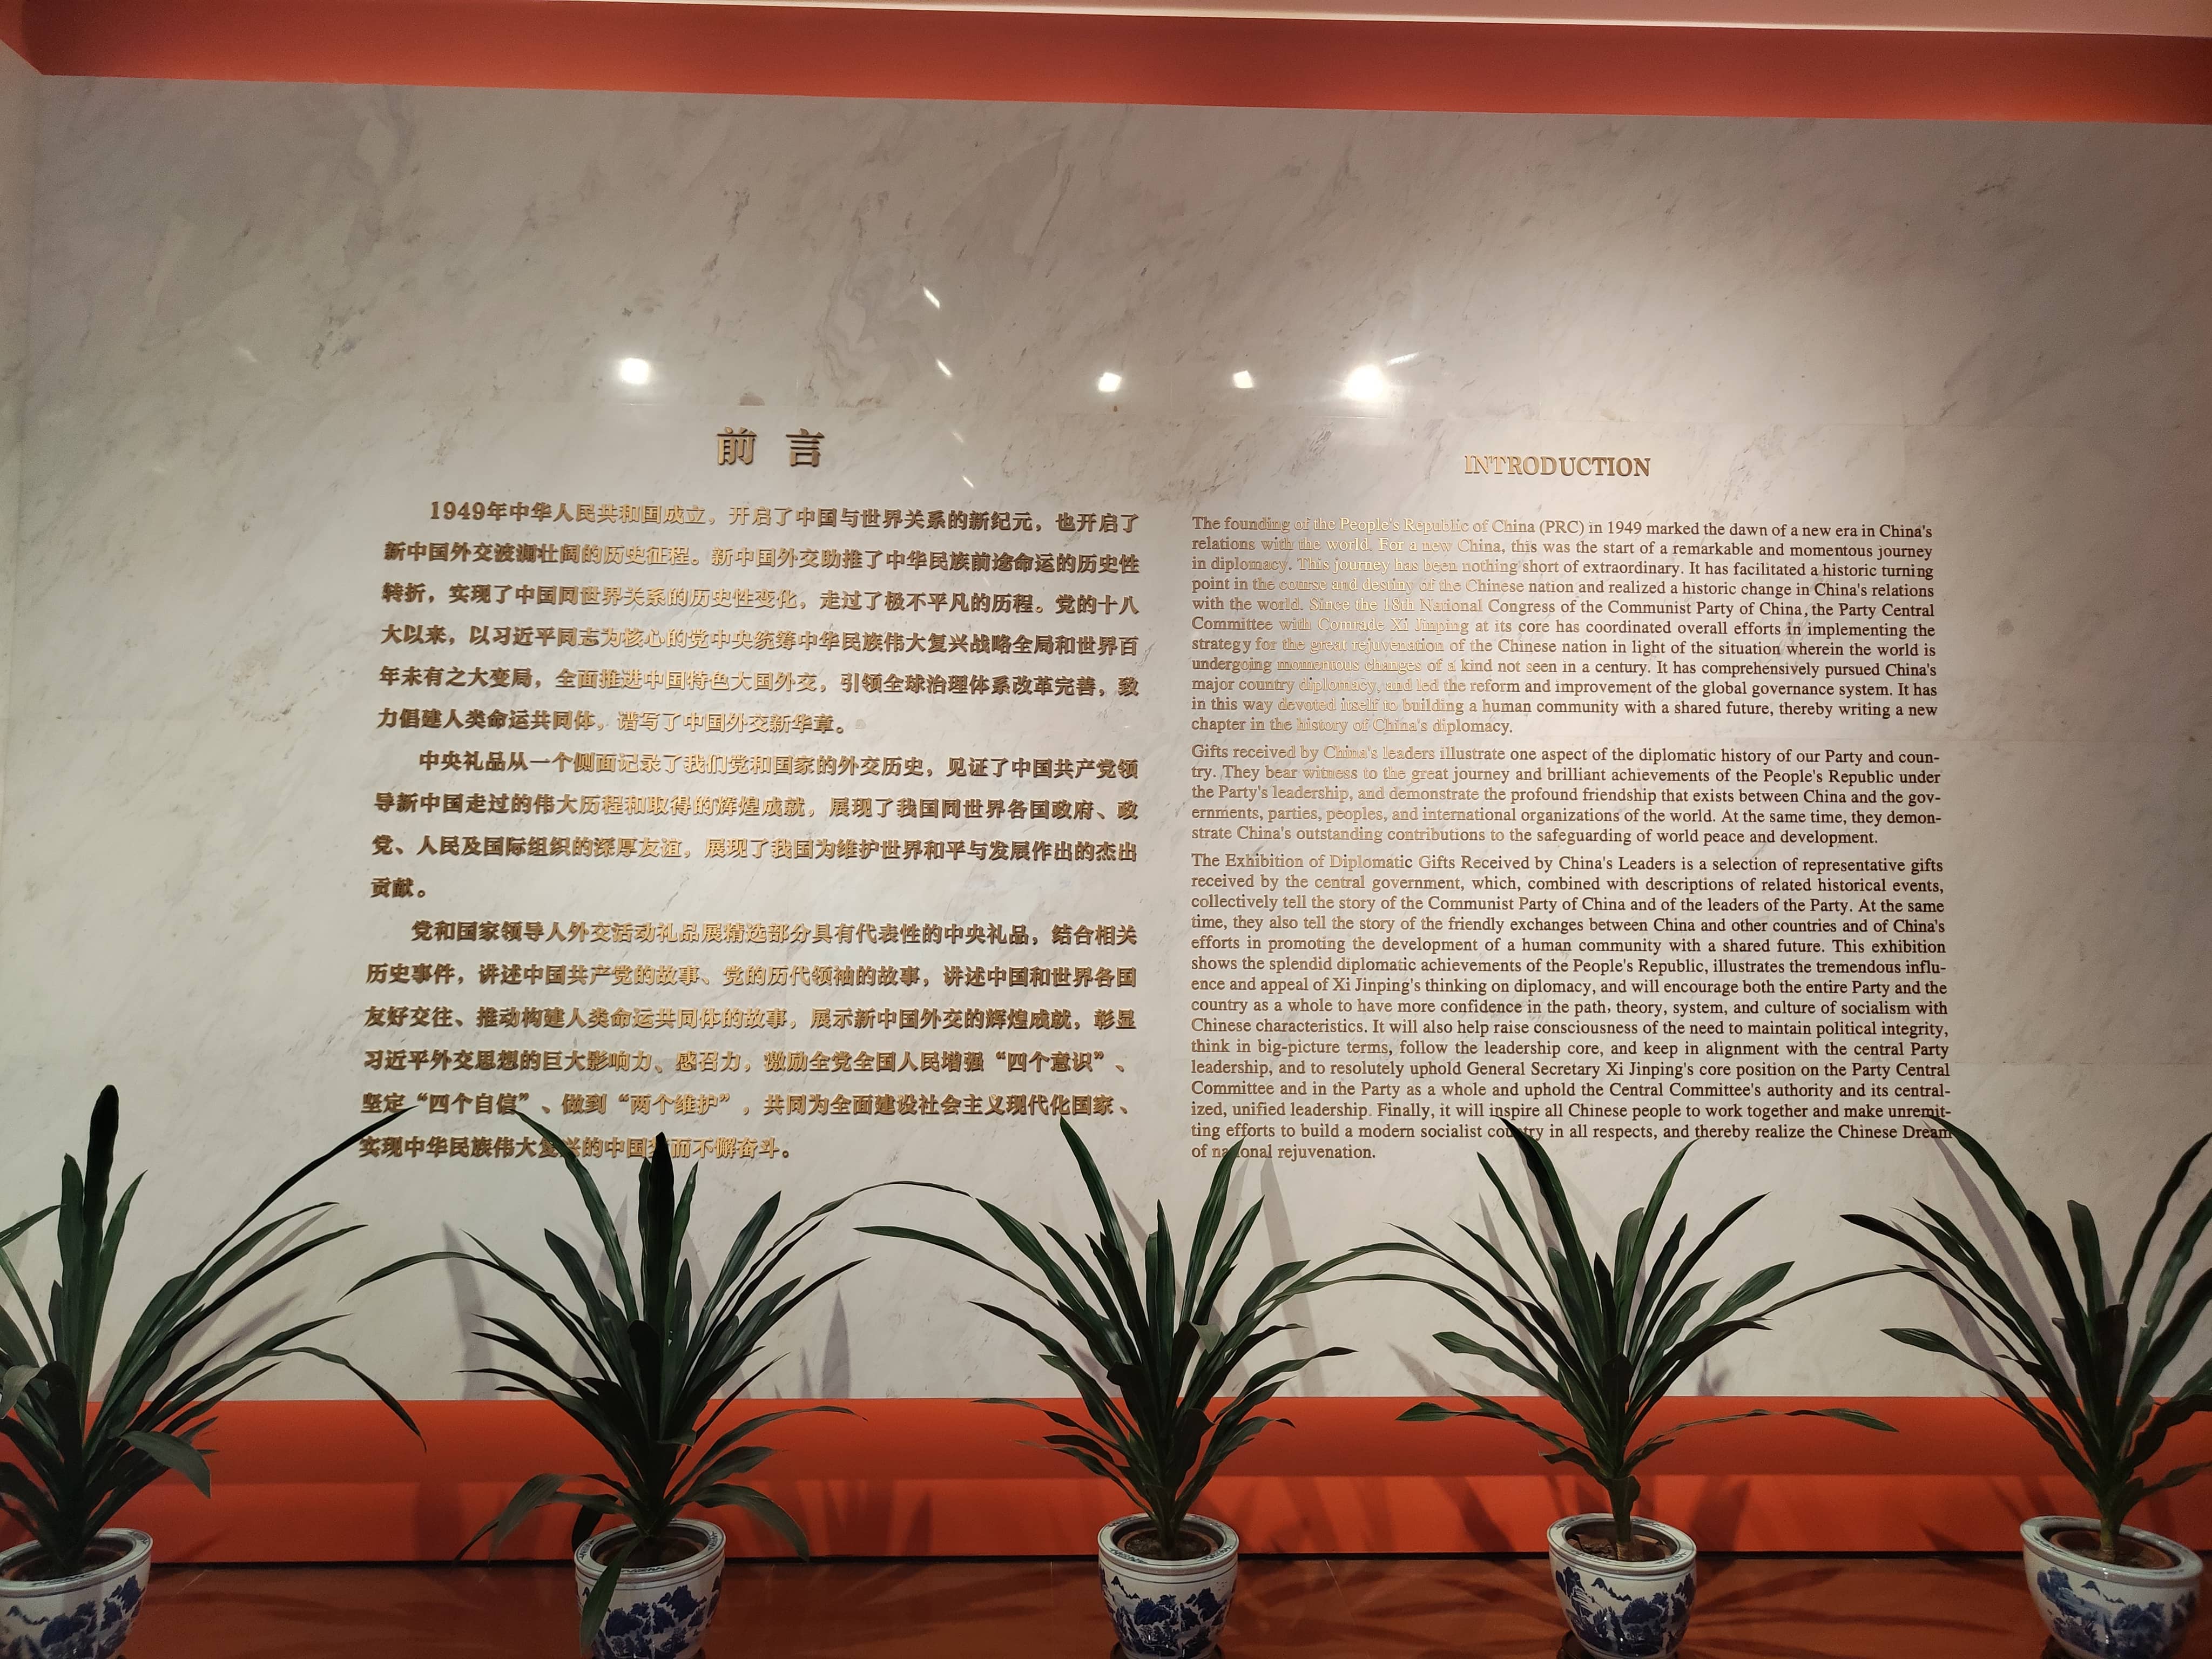 前言
1949年中华人民共和国成立，开启了中国与世界关系的新纪元，也开启了
新中国外交波澜壮阔的历史征程。新中国外交助推了中华民族前途命运的历史性
转折，实现了中国同世界关系的历史性变化，走过了极不平凡的历程。党的十八
大以来，以习近平同志为核心的党中央统筹中华民族伟大复兴战略全局和世界百
年未有之大变局，全面推进中国特色大国外交，引领全球治理体系改革完善，致
力倡建人类命运共同体，谱写了中国外交新华章。
中央礼品从一个侧面记录了我们党和国家的外交历史，见证了中国共产党领
导新中国走过的伟大历程和取得的辉煌成就，展现了我国同世界各国政府、政
党、人民及国际组织的深厚友谊，展现了我国为维护世界和平与发展作出的杰出
贡献。
党和国家领导人外交活动礼品展精选部分具有代表性的中央礼品，结合相关
历史事件，讲述中国共产党的故事、党的历代领袖的故事，讲述中国和世界各国
友好交往、推动构建人类命运共同体的故事，展示新中国外交的辉煌成就，彰显
习近平外交思想的巨大影响力、感召力，激励全党全国人民增强“四个意识”、
坚定“四个自信”、做到“两个维护”，共同为全面建设社会主义现代化国家、
实现中华民族伟大复兴的中国梦而不懈奋斗。
INTRODUCTION
The founding of the People's Republic of China (PRC) in 1949 marked the dawn of a new era in China's
relations with the world. For a new China, this was the start of a remarkable and momentous journey
in diplomacy. This journey has been nothing short of extraordinary. It has facilitated a historic turning
point in the course and destiny of the Chinese nation and realized a historic change in China's relations
with the world. Since the 18th National Congress of the Communist Party of China, the Party Central
Committee with Comrade Xi Jinping at its core has coordinated overall efforts in implementing the
strategy for the great rejuvenation of the Chinese nation in light of the situation wherein the world is
undergoing momentous changes of a kind not seen in a century. It has comprehensively pursued China's
major country diplomacy, and led the reform and improvement of the global governance system. It has
in this way devoted itself to building a human community with a shared future, thereby writing a new
chapter in the history of China's diplomacy.
Gifts received by China's leaders illustrate one aspect of the diplomatic history of our Party and coun-
try. They bear witness to the great journey and brilliant achievements of the People's Republic under
the Party's leadership, and demonstrate the profound friendship that exists between China and the gov-
ernments, parties, peoples, and international organizations of the world. At the same time, they demon-
strate China's outstanding contributions to the safeguarding of world peace and development.
The Exhibition of Diplomatic Gifts Received by China's Leaders is a selection of representative gifts
received by the central government, which, combined with descriptions of related historical events,
collectively tell the story of the Communist Party of China and of the leaders of the Party. At the same
time, they also tell the story of the friendly exchanges between China and other countries and of China's
efforts in promoting the development of a human community with a shared future. This exhibition
shows the splendid diplomatic achievements of the People's Republic, illustrates the tremendous influ-
ence and appeal of Xi Jinping's thinking on diplomacy, and will encourage both the entire Party and the
country as a whole to have more confidence in the path, theory, system, and culture of socialism with
Chinese characteristics. It will also help raise consciousness of the need to maintain political integrity,
think in big-picture terms, follow the leadership core, and keep in alignment with the central Party
leadership, and to resolutely uphold General Secretary Xi Jinping's core position on the Party Central
Committee and in the Party as a whole and uphold the Central Committee's authority and its central-
ized, unified leadership. Finally, it will inspire all Chinese people to work together and make unremit-
ting efforts to build a modern socialist country in all respects, and thereby realize the Chinese Dream
of national rejuvenation.